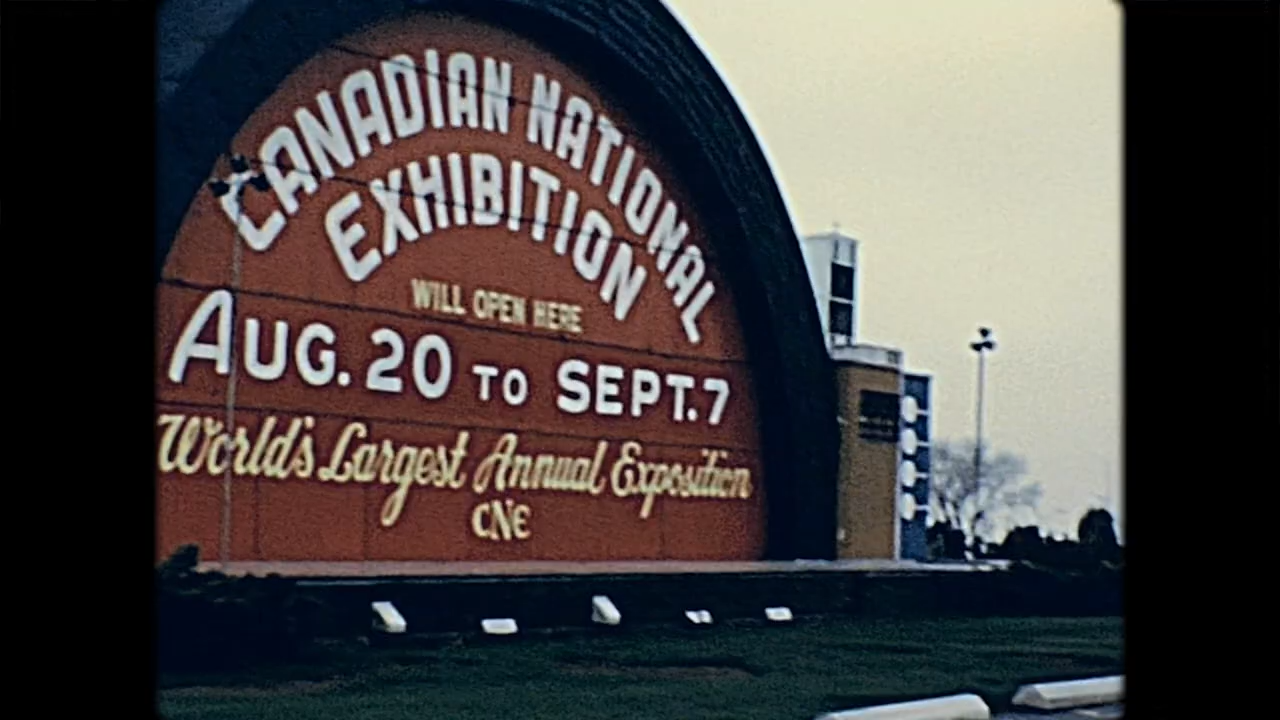 CANADIAN NATIONAL
EXHIBITION
WILL OPEN HERE
AUG. 20 TO SEPT. 7
World's Largest Annual Exposition
CNE